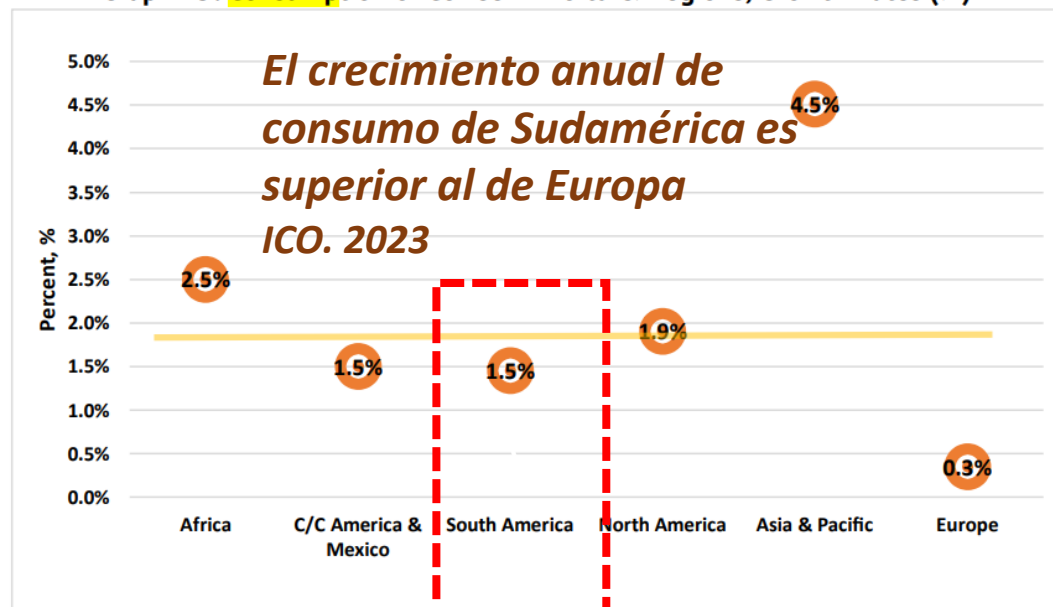 5.0%
El crecimiento anual de
4.5%
consumo de Sudamérica es
4.5%
4.0%
superior al de Europa
3.5%
ICO. 2023
3.0%
2.5%
2.5%
2.0%
1.9%
1.5%
1.5%
1.5%
1.0%
0.5%
0.3%
0.0%
Percent, %
Africa
C/C America &
Mexico
South America
North America
Asia & Pacific
Europe